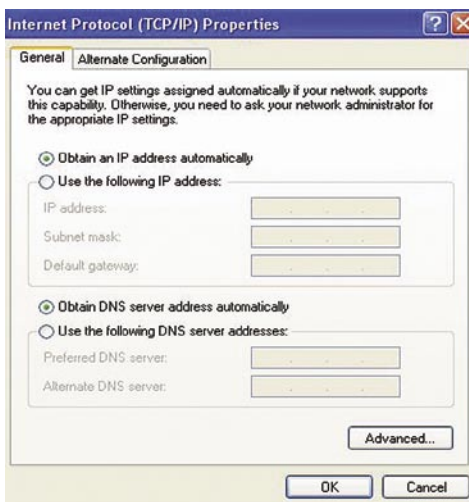 Internet Protocol (TCP/IP) Properties
General
Alternate Configuration
You can get IP settings assigned automatically if your network supports
this capability. Otherwise, you need to ask your network administrator for
the appropriate IP settings.
Obtain an IP address automatically
Use the following IP address:
IP address:
Subnet mask:
Default gateway:
Obtain DNS server address automatically
Use the following DNS server addresses:
Preferred DNS server:
Alternate DNS server:
Advanced...
OK
Cancel